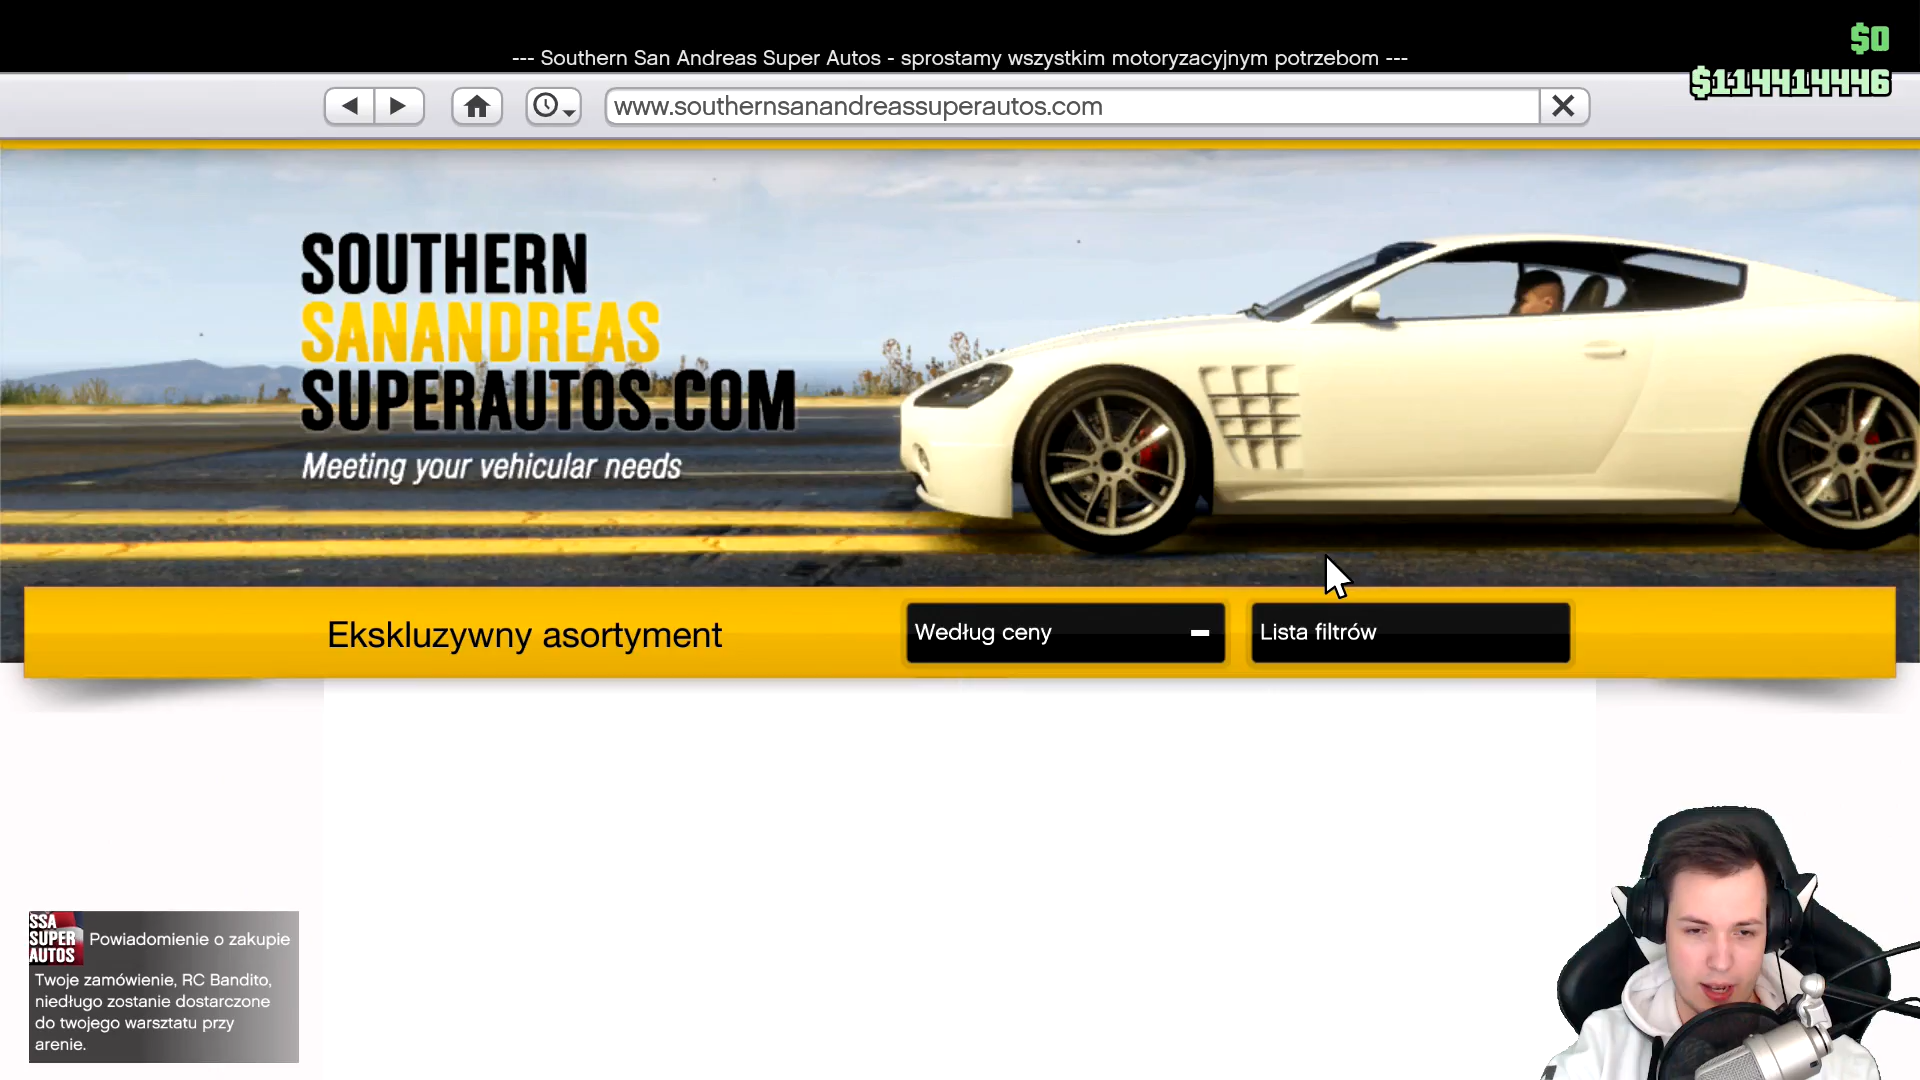 $0
--- Southern San Andreas Super Autos - sprostamy wszystkim motoryzacyjnym potrzebom ---
$114414446
www.southernsanandreassuperautos.com
SOUTHERN
SANANDREAS
SUPERAUTOS.COM
Meeting your vehicular needs
Ekskluzywny asortyment
Według ceny
Lista filtrów
SSA
SUPER
AUTOS
Powiadomienie o zakupie
Twoje zamówienie, RC Bandito,
niedługo zostanie dostarczone
do twojego warsztatu przy
arenie.